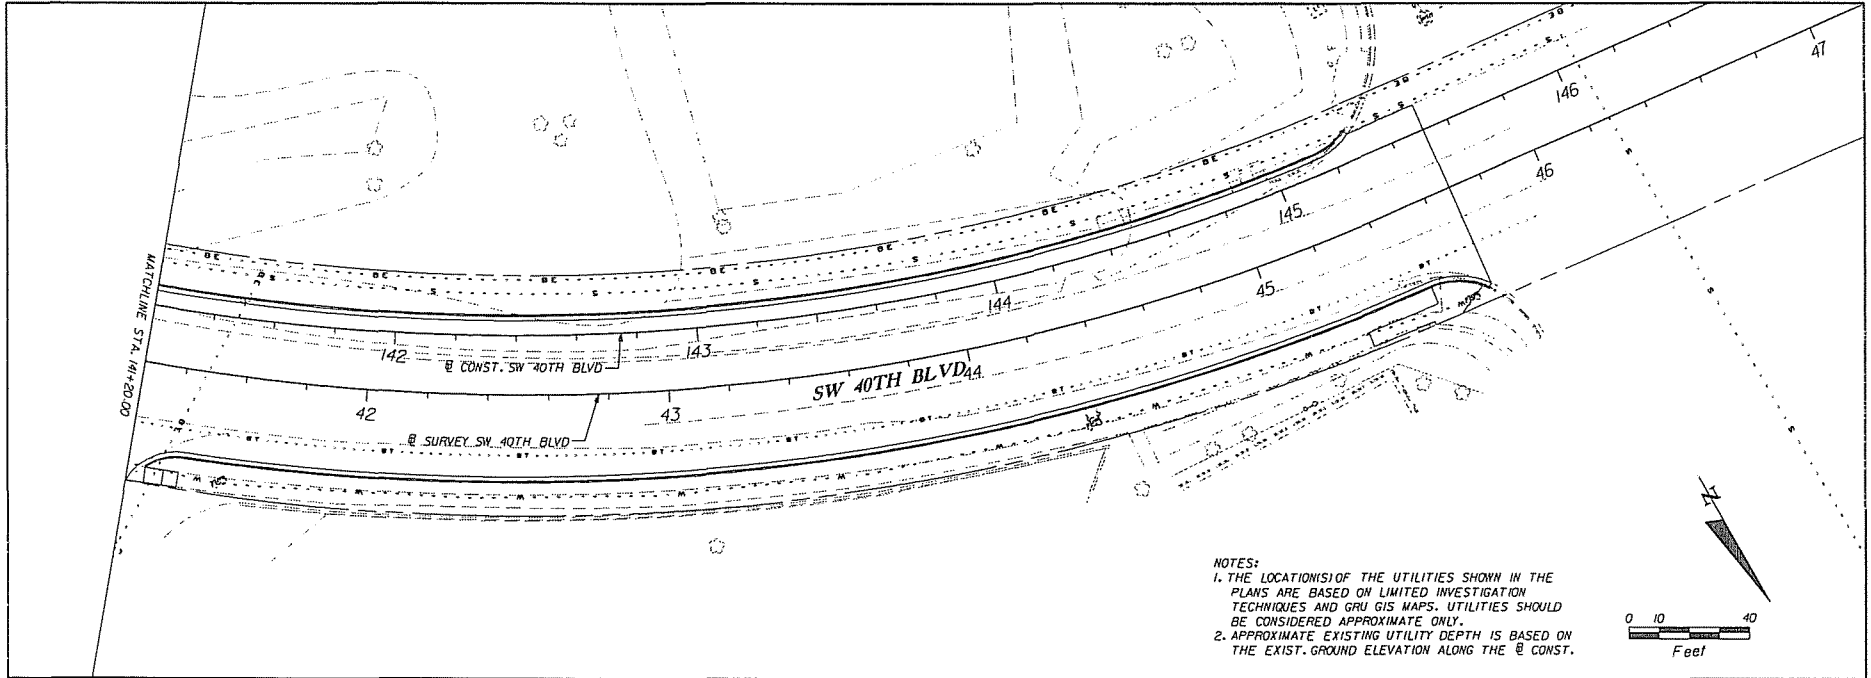 47
146
46
145
45
144
44
143
142
43
42
MATCHLINE STA. 141+20.00
℄ CONST. SW 40TH BLVD
SW 40TH BLVD
℄ SURVEY SW 40TH BLVD
N
NOTES:
1. THE LOCATION(S) OF THE UTILITIES SHOWN IN THE
PLANS ARE BASED ON LIMITED INVESTIGATION
TECHNIQUES AND GRU GIS MAPS. UTILITIES SHOULD
BE CONSIDERED APPROXIMATE ONLY.
2. APPROXIMATE EXISTING UTILITY DEPTH IS BASED ON
THE EXIST. GROUND ELEVATION ALONG THE ℄ CONST.
0 10 40
Feet